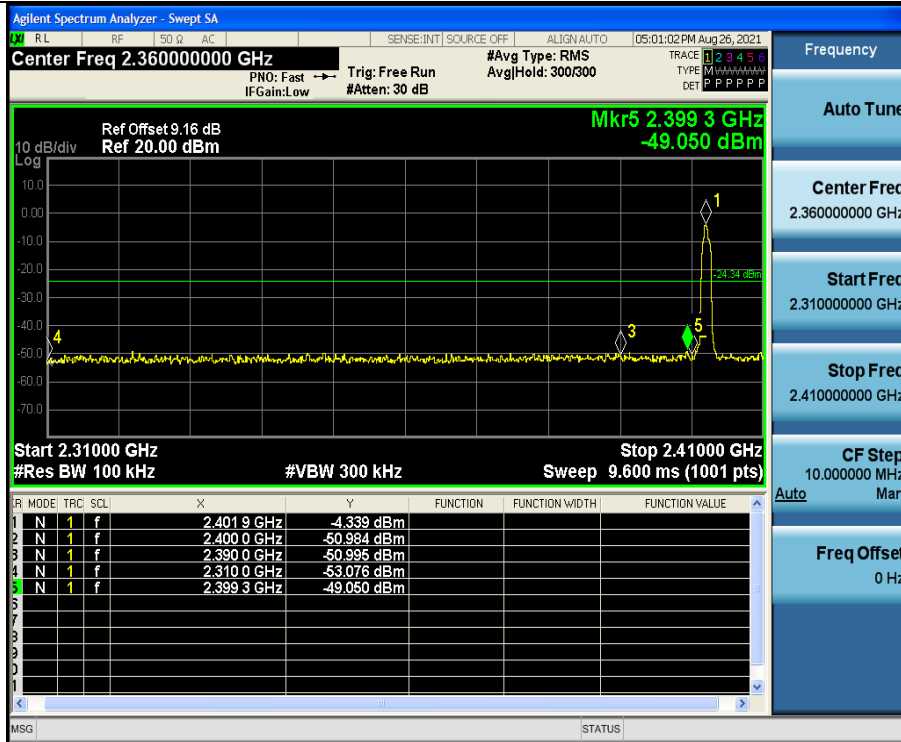 Agilent Spectrum Analyzer - Swept SA
LXI RL RF 50 Ω AC SENSE:INT SOURCE OFF ALIGN AUTO 05:01:02 PM Aug 26, 2021
Center Freq 2.360000000 GHz
PNO: Fast
IFGain:Low
Trig: Free Run
#Atten: 30 dB
#Avg Type: RMS
Avg|Hold: 300/300
TRACE 1 2 3 4 5 6
TYPE M
DET P P P P P P
Ref Offset 9.16 dB
10 dB/div Ref 20.00 dBm
Log
Mkr5 2.399 3 GHz
-49.050 dBm
10.0
0.00
-10.0
-20.0
-30.0
-40.0
-50.0
-60.0
-70.0
1
-24.34 dBm
3
5
4
Start 2.31000 GHz Stop 2.41000 GHz
#Res BW 100 kHz #VBW 300 kHz Sweep 9.600 ms (1001 pts)
MODE TRC SCL X Y FUNCTION FUNCTION WIDTH FUNCTION VALUE
1 N 1 f 2.401 9 GHz -4.339 dBm
2 N 1 f 2.400 0 GHz -50.984 dBm
3 N 1 f 2.390 0 GHz -50.995 dBm
4 N 1 f 2.310 0 GHz -53.076 dBm
5 N 1 f 2.399 3 GHz -49.050 dBm
6
7
8
9
0
1
MSG STATUS
Frequency
Auto Tune
Center Freq
2.360000000 GHz
Start Freq
2.310000000 GHz
Stop Freq
2.410000000 GHz
CF Step
10.000000 MHz
Auto Man
Freq Offset
0 Hz